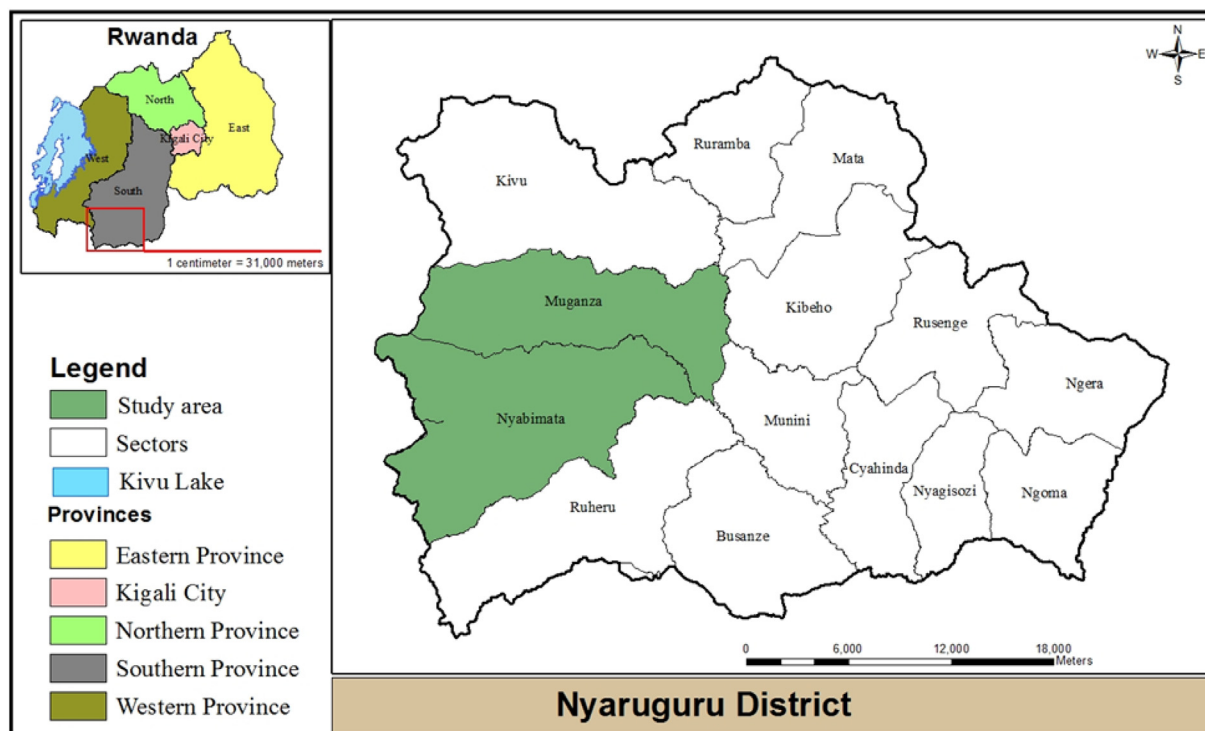 Rwanda
North
East
Kigali City
West
South
1 centimeter = 31,000 meters
Legend
Study area
Sectors
Kivu Lake
Provinces
Eastern Province
Kigali City
Northern Province
Southern Province
Western Province
N
W E
S
Ruramba
Mata
Kivu
Muganza
Kibeho
Rusenge
Ngera
Nyabimata
Munini
Cyahinda
Nyagisozi
Ngoma
Ruheru
Busanze
0 6,000 12,000 18,000
Meters
Nyaruguru District